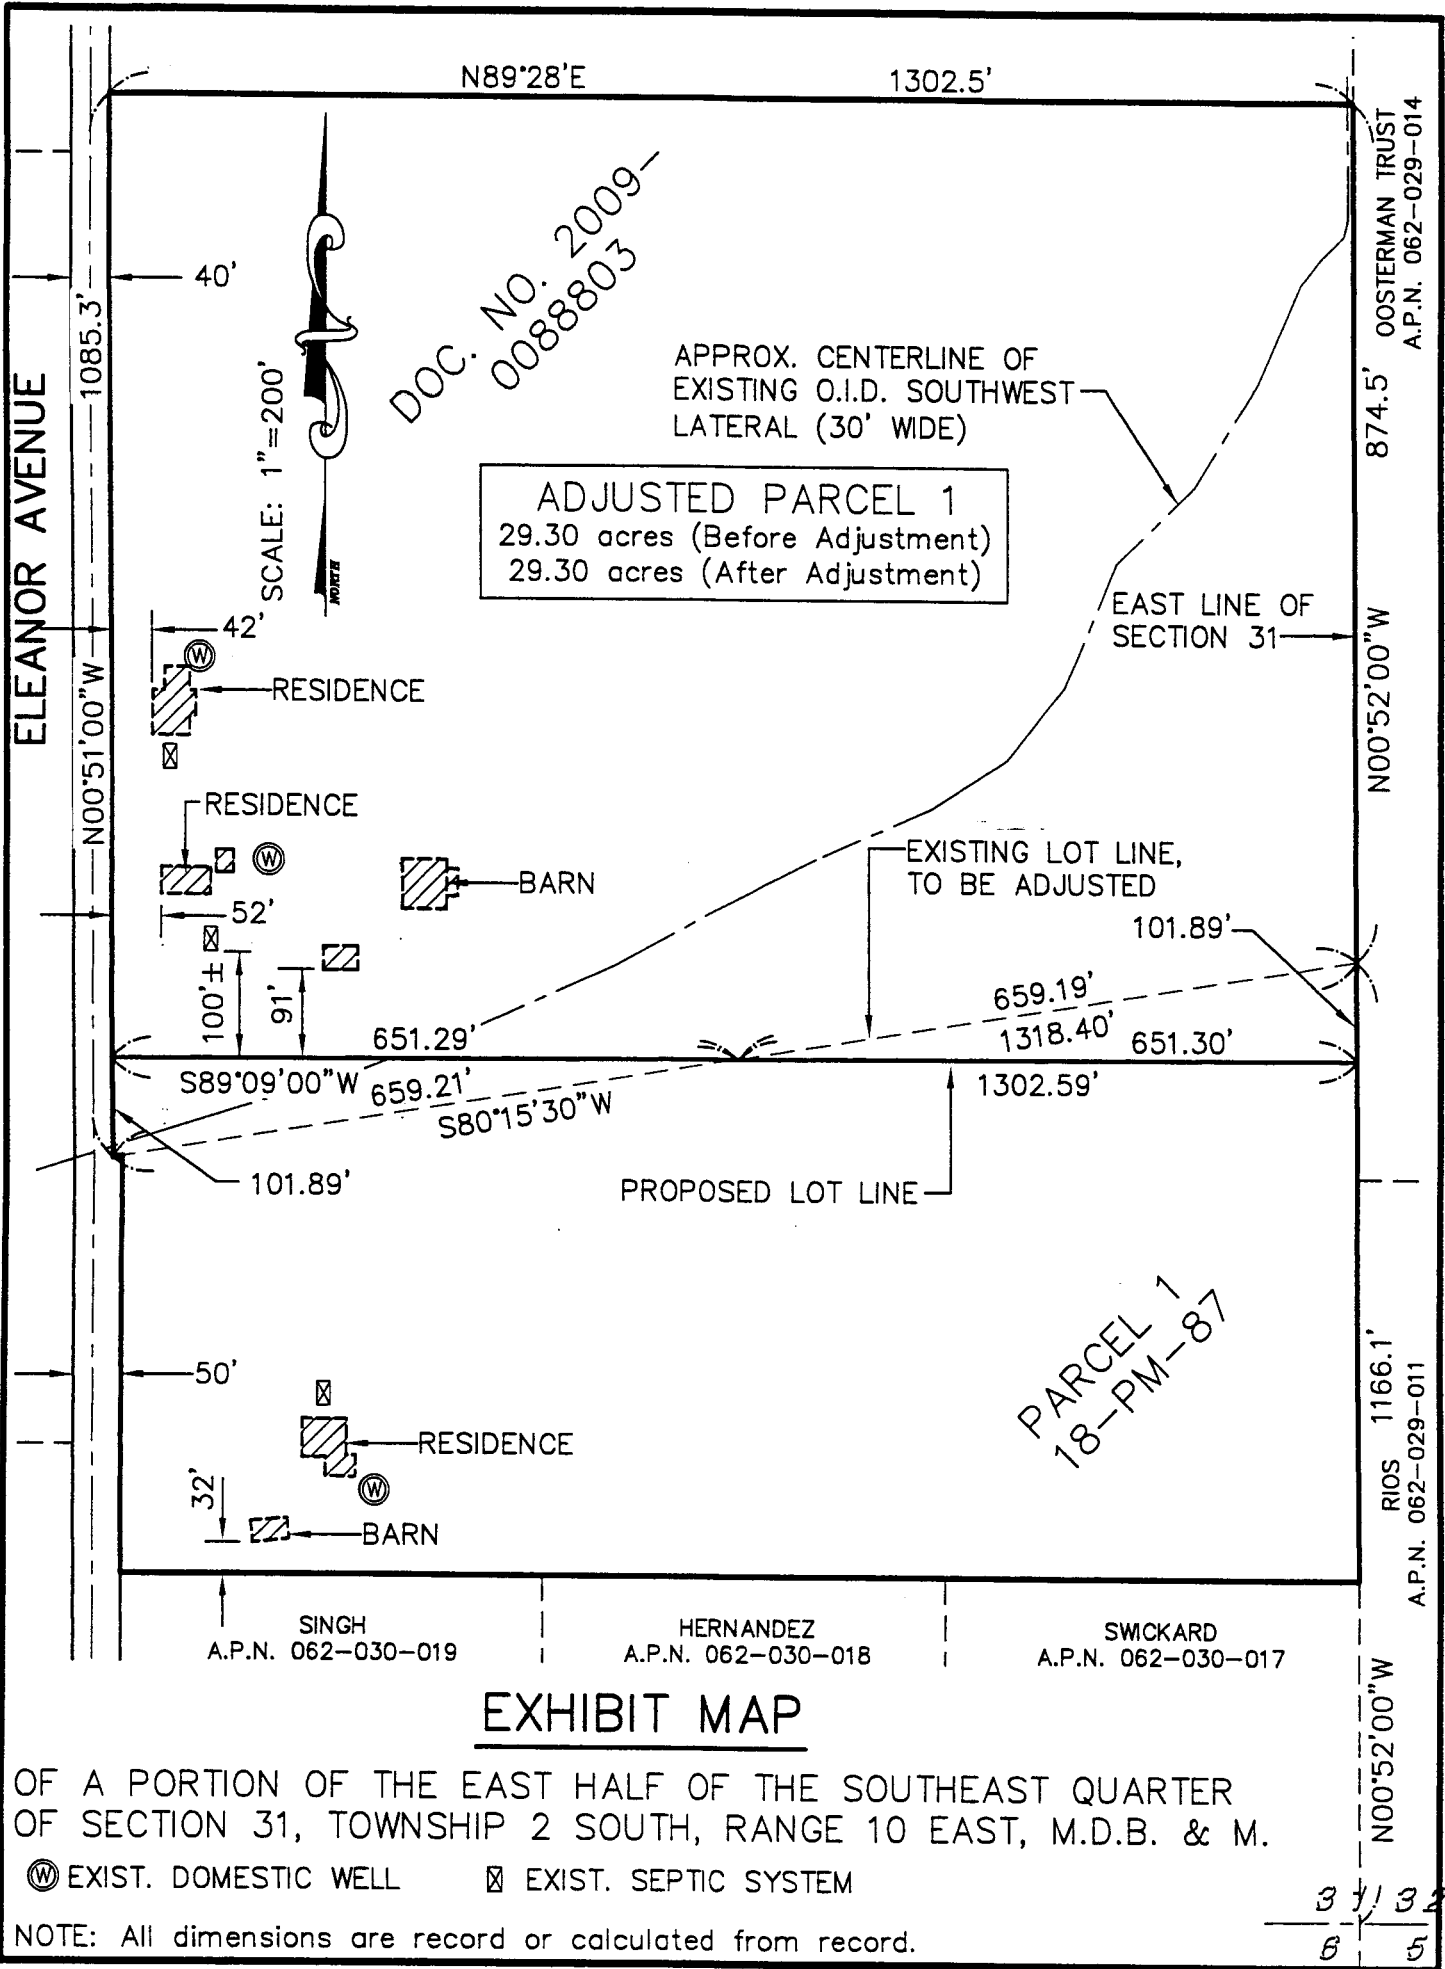 N89°28'E 1302.5'
OOSTERMAN TRUST
A.P.N. 062-029-014
40'
1085.3'
ELEANOR AVENUE
SCALE: 1"=200'
NORTH
DOC. NO. 2009-
0088803
APPROX. CENTERLINE OF
EXISTING O.I.D. SOUTHWEST
LATERAL (30' WIDE)
874.5'
ADJUSTED PARCEL 1
29.30 acres (Before Adjustment)
29.30 acres (After Adjustment)
EAST LINE OF
SECTION 31
N00°52'00"W
42'
W
RESIDENCE
N00°51'00"W
RESIDENCE
W
BARN
EXISTING LOT LINE,
TO BE ADJUSTED
52'
101.89'
100'±
91'
651.29'
659.19'
1318.40'
651.30'
S89°09'00"W
659.21'
S80°15'30"W
1302.59'
101.89'
PROPOSED LOT LINE
PARCEL 1
18-PM-87
50'
RESIDENCE
W
32'
BARN
1166.1'
RIOS
A.P.N. 062-029-011
SINGH
A.P.N. 062-030-019
HERNANDEZ
A.P.N. 062-030-018
SWICKARD
A.P.N. 062-030-017
N00°52'00"W
EXHIBIT MAP
OF A PORTION OF THE EAST HALF OF THE SOUTHEAST QUARTER
OF SECTION 31, TOWNSHIP 2 SOUTH, RANGE 10 EAST, M.D.B. & M.
W EXIST. DOMESTIC WELL
EXIST. SEPTIC SYSTEM
NOTE: All dimensions are record or calculated from record.
31 32
6 5